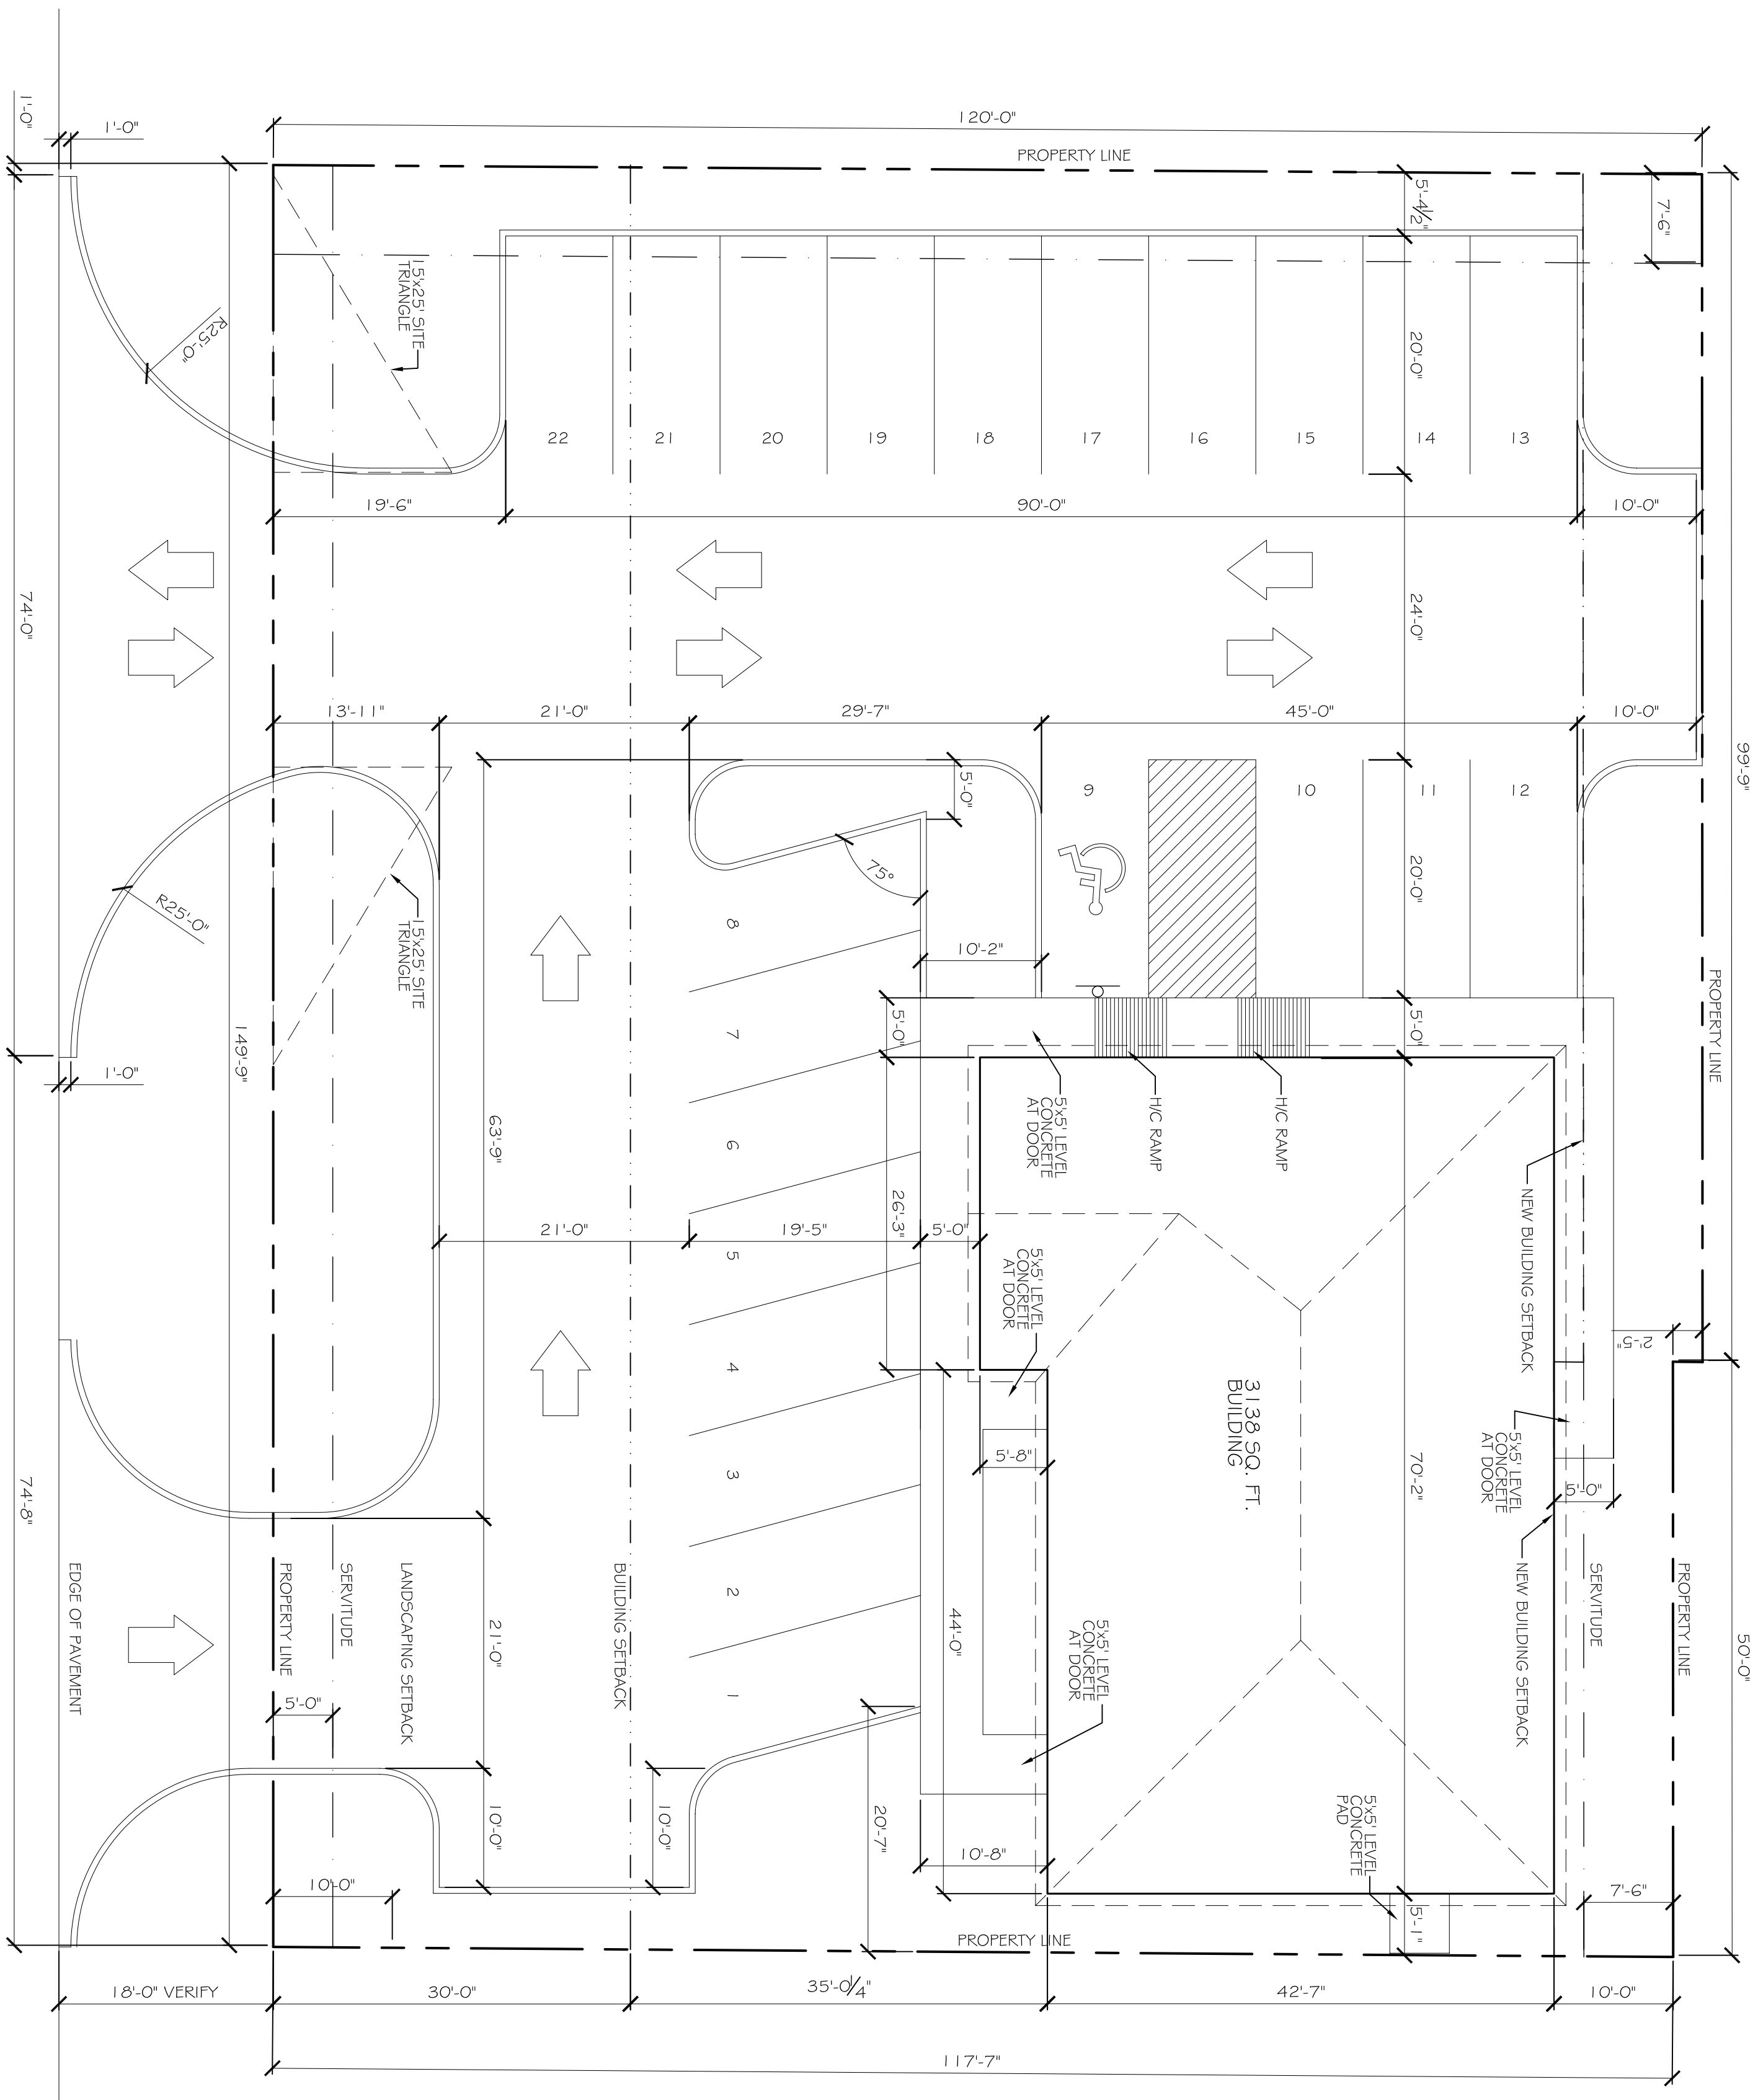 120'-0"
PROPERTY LINE
1'-0"
1'-0"
5'-4 1/2"
7'-6"
15'x25' SITE
TRIANGLE
R25'-0"
20'-0"
22
21
20
19
18
17
16
15
14
13
19'-6"
90'-0"
10'-0"
74'-0"
24'-0"
13'-11"
21'-0"
29'-7"
45'-0"
10'-0"
99'-9"
5'-0"
9
10
11
12
75°
20'-0"
R25'-0"
15'x25' SITE
TRIANGLE
8
10'-2"
PROPERTY LINE
149'-9"
7
5'-0"
5'-0"
1'-0"
63'-9"
6
5'x5' LEVEL
CONCRETE
AT DOOR
H/C RAMP
H/C RAMP
26'-3"
NEW BUILDING SETBACK
21'-0"
19'-5"
5'-0"
5
5'x5' LEVEL
CONCRETE
AT DOOR
2'-5"
4
3138 SQ. FT.
BUILDING
5'-8"
3
70'-2"
5'x5' LEVEL
CONCRETE
AT DOOR
5'-0"
74'-8"
EDGE OF PAVEMENT
PROPERTY LINE
SERVITUDE
LANDSCAPING SETBACK
BUILDING SETBACK
2
NEW BUILDING SETBACK
SERVITUDE
PROPERTY LINE
50'-0"
21'-0"
44'-0"
5'x5' LEVEL
CONCRETE
AT DOOR
1
5'-0"
10'-0"
10'-0"
20'-7"
5'x5' LEVEL
CONCRETE
PAD
10'-8"
10'-0"
7'-6"
5'-1"
PROPERTY LINE
18'-0" VERIFY
30'-0"
35'-0 1/4"
42'-7"
10'-0"
117'-7"